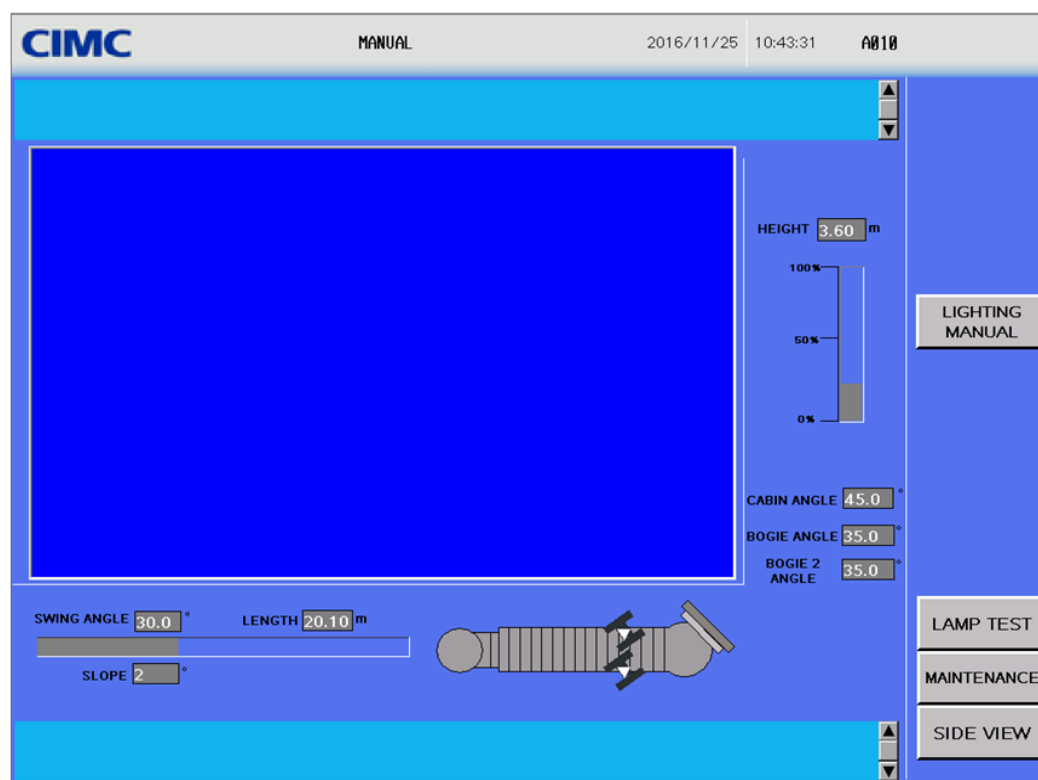 CIMC MANUAL 2016/11/25 10:43:31 A010
HEIGHT 3.60 m
100%
LIGHTING
MANUAL
50%
0%
CABIN ANGLE 45.0 °
BOGIE ANGLE 35.0 °
BOGIE 2
ANGLE 35.0 °
SWING ANGLE 30.0 ° LENGTH 20.10 m
LAMP TEST
SLOPE 2 °
MAINTENANCE
SIDE VIEW